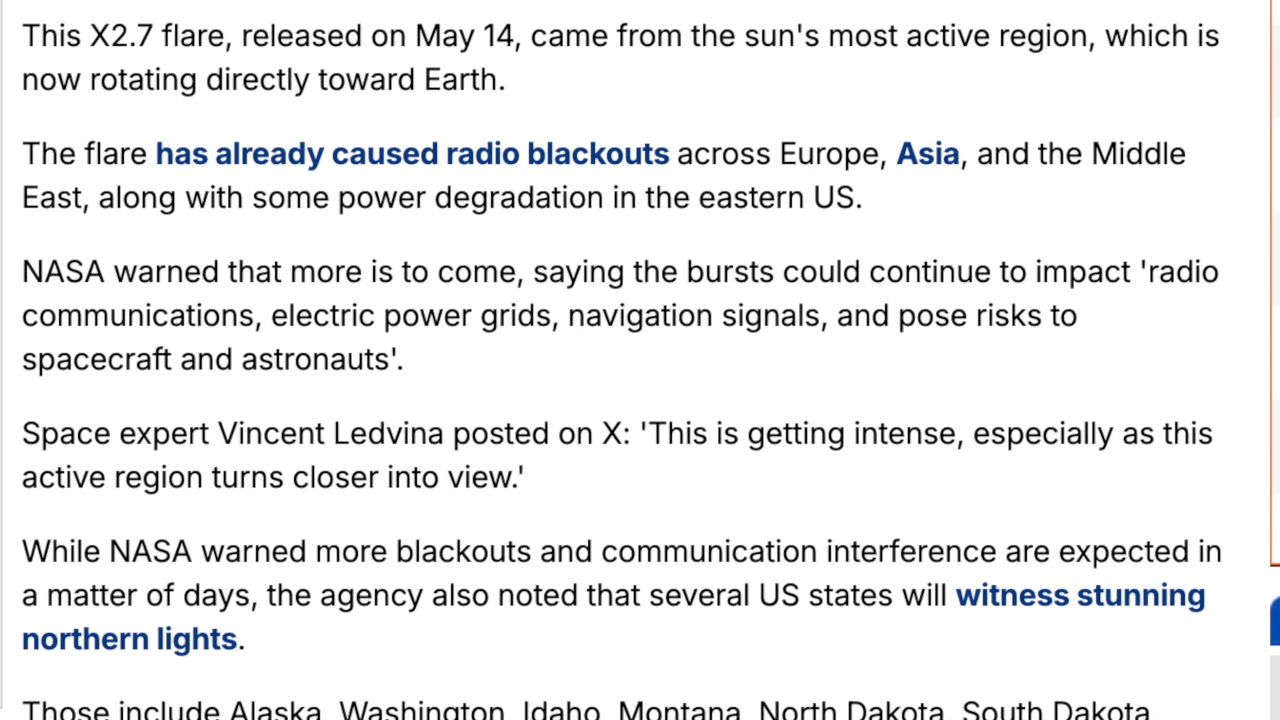 This X2.7 flare, released on May 14, came from the sun's most active region, which is
now rotating directly toward Earth.
The flare has already caused radio blackouts across Europe, Asia, and the Middle
East, along with some power degradation in the eastern US.
NASA warned that more is to come, saying the bursts could continue to impact 'radio
communications, electric power grids, navigation signals, and pose risks to
spacecraft and astronauts'.
Space expert Vincent Ledvina posted on X: 'This is getting intense, especially as this
active region turns closer into view.'
While NASA warned more blackouts and communication interference are expected in
a matter of days, the agency also noted that several US states will witness stunning
northern lights.
Those include Alaska, Washington, Idaho, Montana, North Dakota, South Dakota,